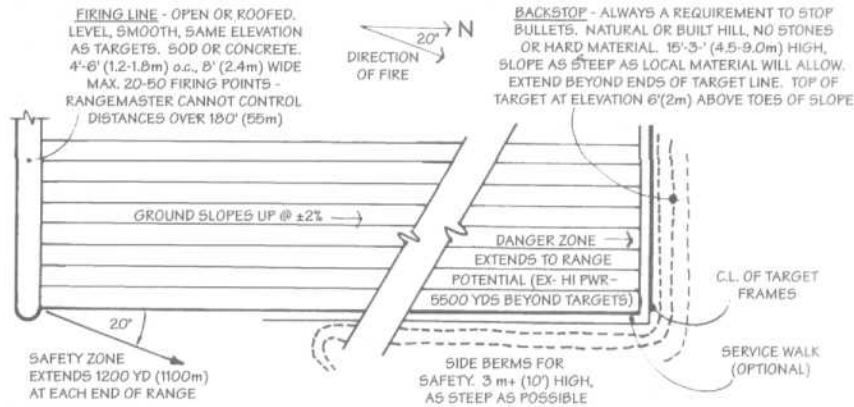 FIRING LINE - OPEN OR ROOFED.
LEVEL, SMOOTH, SAME ELEVATION
AS TARGETS. SOD OR CONCRETE.
4'-6' (1.2-1.8m) o.c., 8' (2.4m) WIDE
MAX. 20-50 FIRING POINTS -
RANGEMASTER CANNOT CONTROL
DISTANCES OVER 180' (55m)
N
20°
DIRECTION
OF FIRE
BACKSTOP - ALWAYS A REQUIREMENT TO STOP
BULLETS. NATURAL OR BUILT HILL, NO STONES
OR HARD MATERIAL. 15'-3-' (4.5-9.0m) HIGH,
SLOPE AS STEEP AS LOCAL MATERIAL WILL ALLOW.
EXTEND BEYOND ENDS OF TARGET LINE. TOP OF
TARGET AT ELEVATION 6'(2m) ABOVE TOES OF SLOPE
GROUND SLOPES UP @ ±2%
DANGER ZONE
EXTENDS TO RANGE
POTENTIAL (EX- HI PWR-
5500 YDS BEYOND TARGETS)
C.L. OF TARGET
FRAMES
20°
SAFETY ZONE
EXTENDS 1200 YD (1100m)
AT EACH END OF RANGE
SIDE BERMS FOR
SAFETY. 3 m+ (10') HIGH,
AS STEEP AS POSSIBLE
SERVICE WALK
(OPTIONAL)